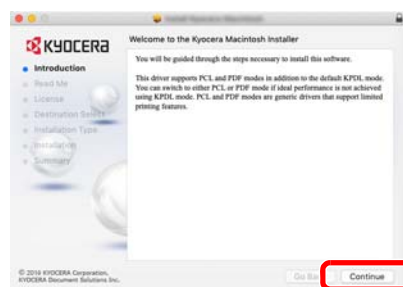 KYOCERA
Welcome to the Kyocera Macintosh Installer
You will be guided through the steps necessary to install this software.
This driver supports PCL and PDF modes in addition to the default KPDL mode.
You can switch to either PCL or PDF mode if ideal performance is not achieved
using KPDL mode. PCL and PDF modes are generic drivers that support limited
printing features.
Introduction
Read Me
License
Destination Select
Installation Type
Installation
Summary
KYOCERA Corporation,
KYOCERA Document Solutions Inc.
Go Back
Continue